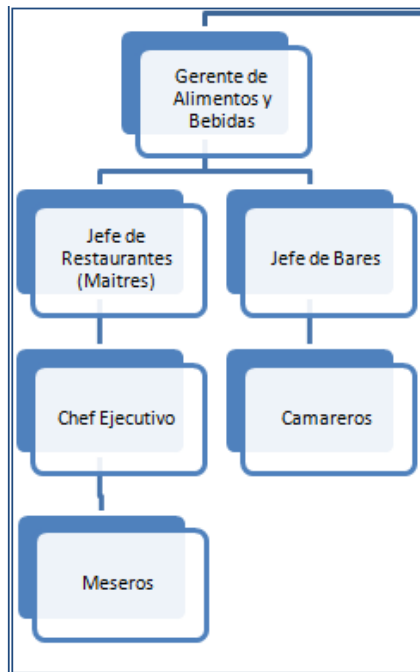 Gerente de
Alimentos y
Bebidas
Jefe de
Restaurantes
(Maitres)
Jefe de Bares
Chef Ejecutivo
Camareros
Meseros